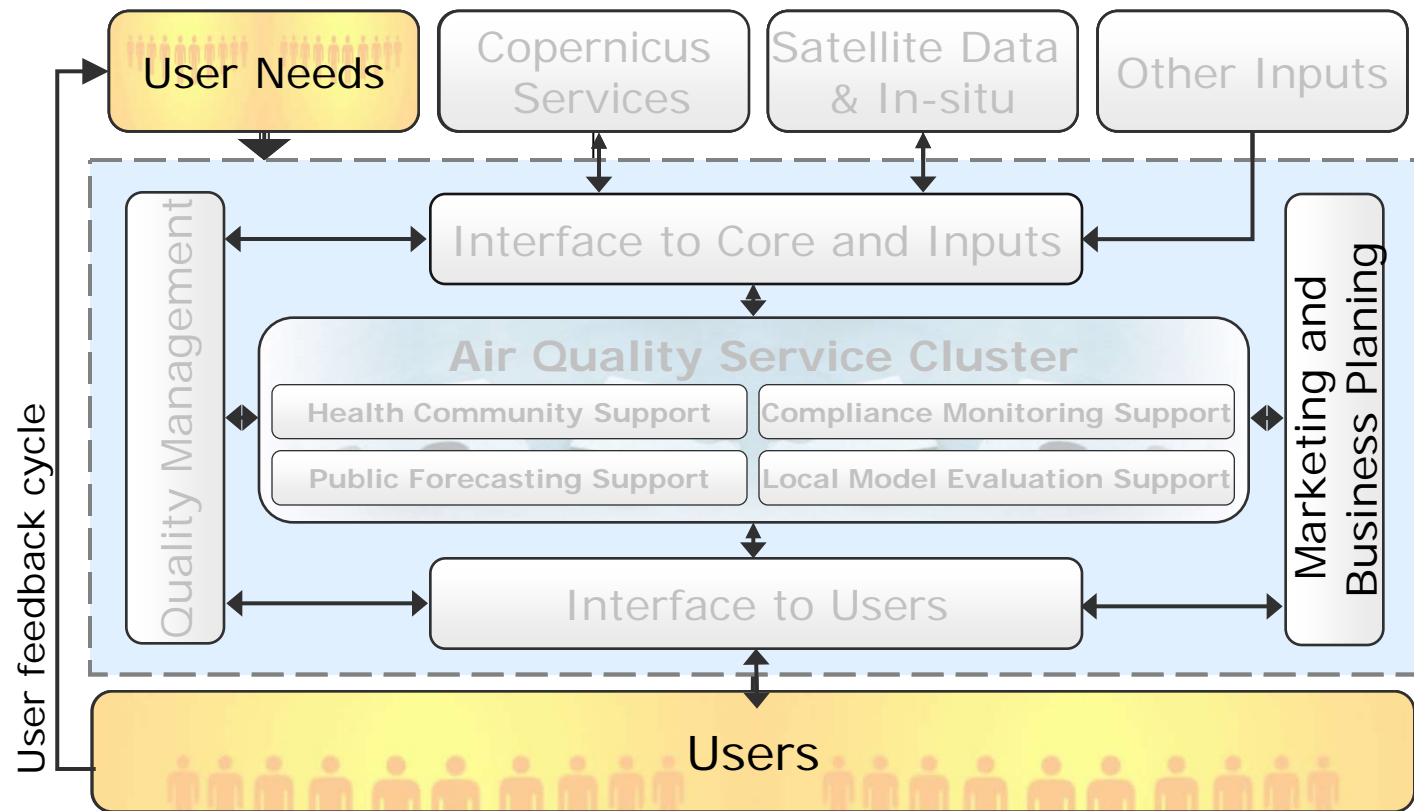 User Needs
Copernicus
Services
Satellite Data
& In-situ
Other Inputs
Quality Management
Interface to Core and Inputs
Marketing and
Business Planing
Air Quality Service Cluster
Health Community Support
Compliance Monitoring Support
Public Forecasting Support
Local Model Evaluation Support
Interface to Users
User feedback cycle
Users